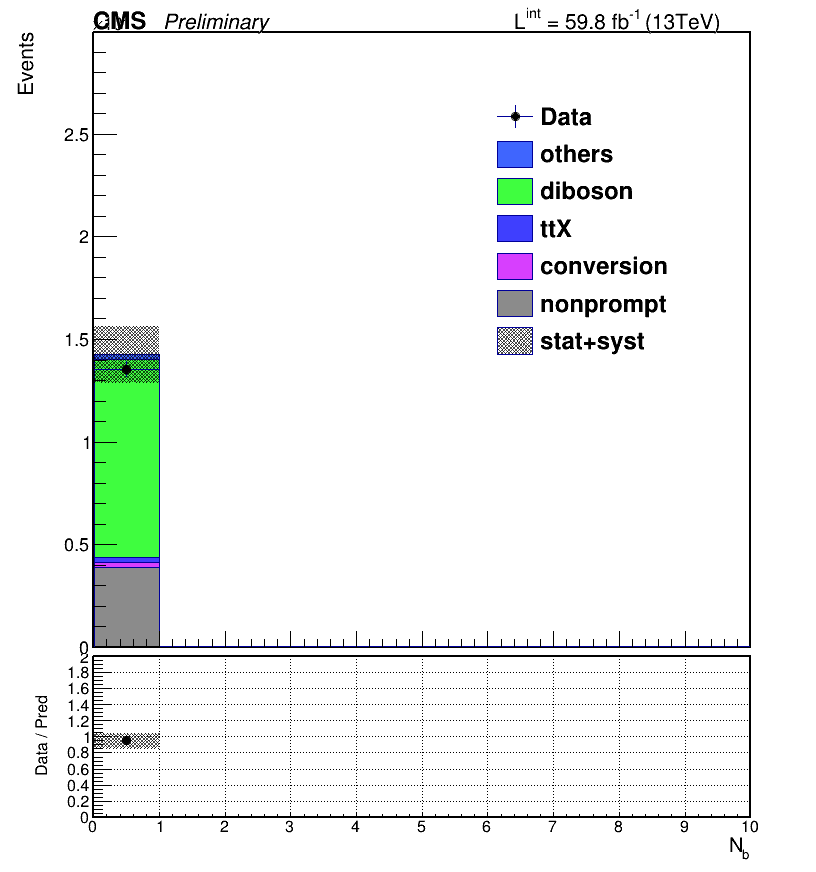 CMS Preliminary
L^int = 59.8 fb^-1 (13TeV)
Events
2.5
2
1.5
1
0.5
0
Data
others
diboson
ttX
conversion
nonprompt
stat+syst
Data / Pred
2
1.8
1.6
1.4
1.2
1
0.8
0.6
0.4
0.2
0
0 1 2 3 4 5 6 7 8 9 10
N_b